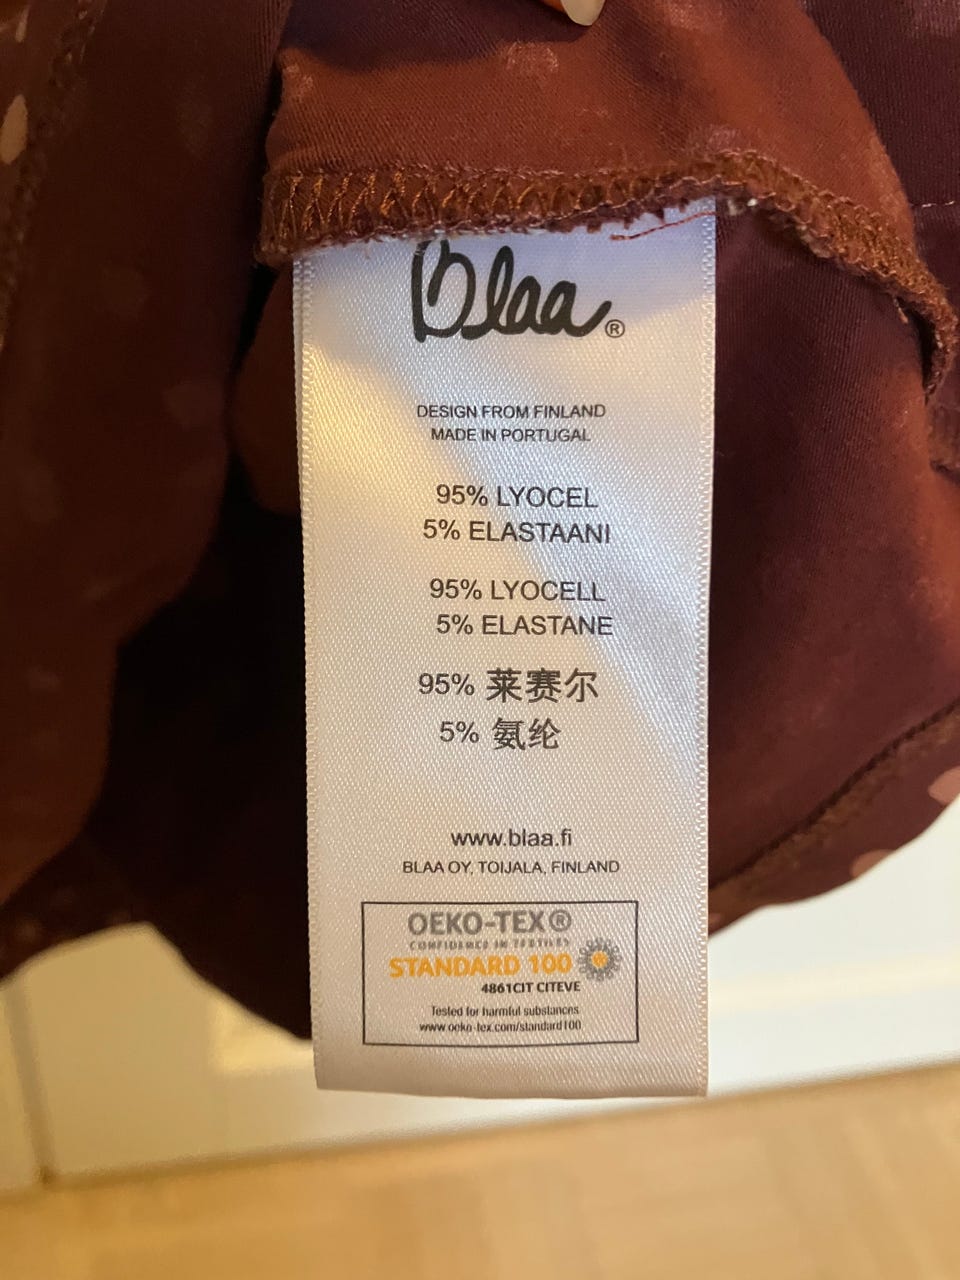 Blaa®
DESIGN FROM FINLAND
MADE IN PORTUGAL
95% LYOCEL
5% ELASTAANI
95% LYOCELL
5% ELASTANE
95% 莱赛尔
5% 氨纶
www.blaa.fi
BLAA OY, TOIJALA, FINLAND
OEKO-TEX®
CONFIDENCE IN TEXTILES
STANDARD 100
4861CIT CITEVE
Tested for harmful substances
www.oeko-tex.com/standard100